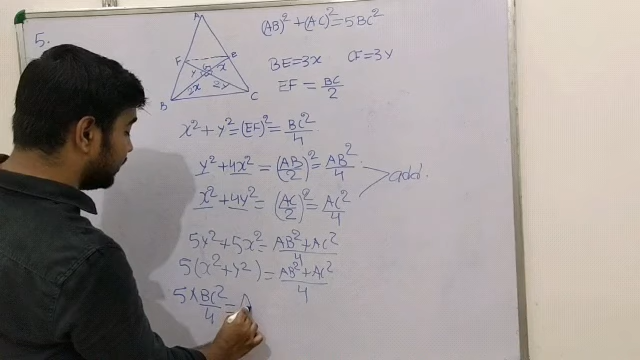 5.
(AB)² + (AC)² = 5BC²
A
F
E
B
C
y
x
2x
2y
BE = 3x CF = 3y
EF = BC/2
x² + y² = (EF)² = BC²/4
y² + 4x² = (AB/2)² = AB²/4
x² + 4y² = (AC/2)² = AC²/4
add.
5y² + 5x² = AB² + AC²/4
5(x² + y²) = AB² + AC²/4
5 × BC²/4 = A